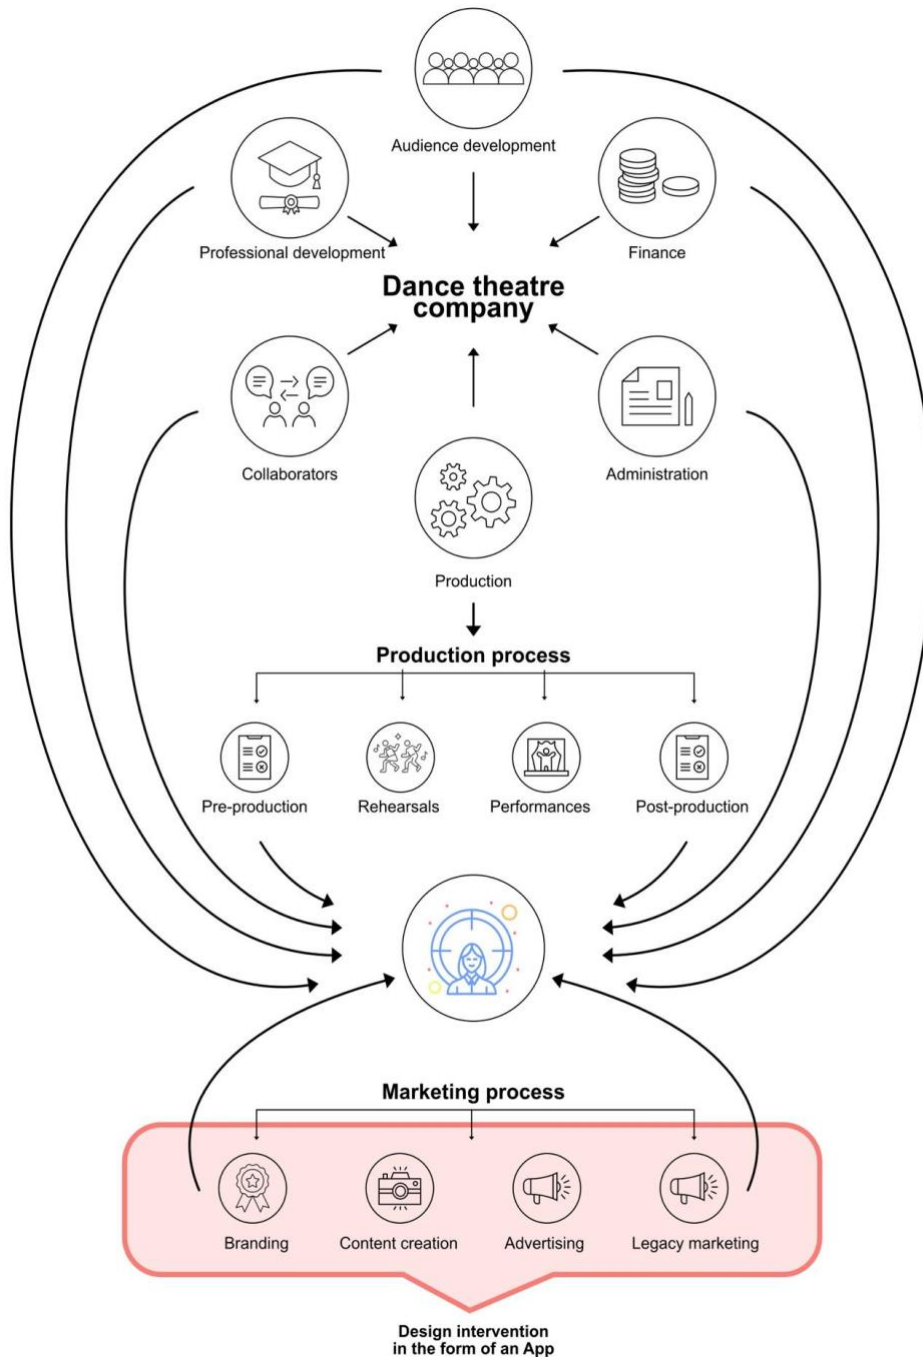 Audience development
Professional development
Finance
Dance theatre
company
Collaborators
Administration
Production
Production process
Pre-production
Rehearsals
Performances
Post-production
Marketing process
Branding
Content creation
Advertising
Legacy marketing
Design intervention
in the form of an App